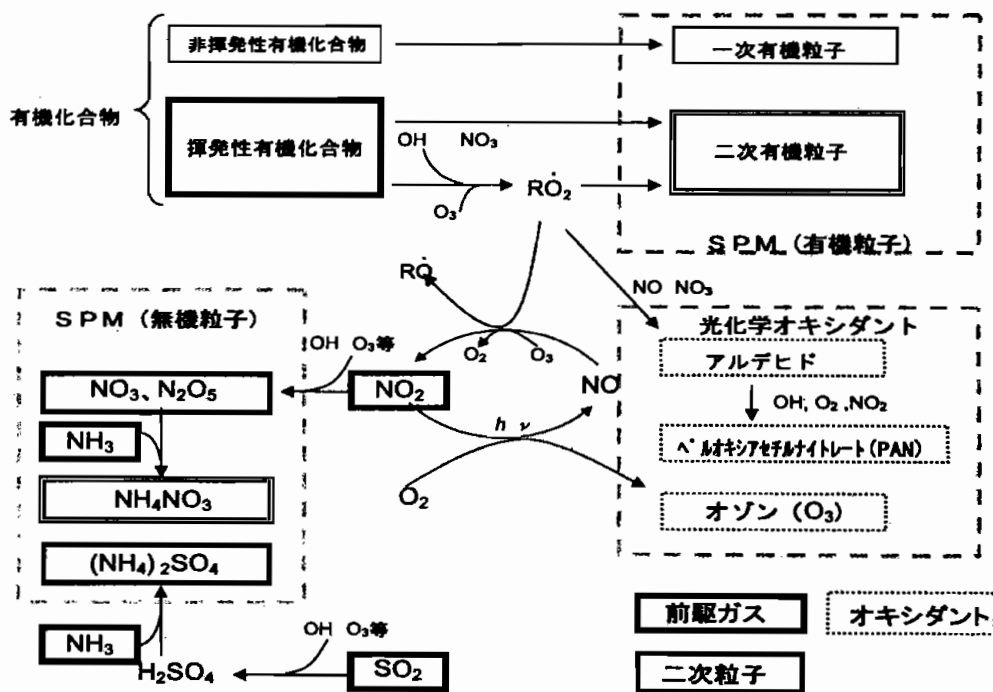 非揮発性有機化合物
一次有機粒子
有機化合物
揮発性有機化合物
OH NO₃
二次有機粒子
O₃
RȮ₂
SPM (有機粒子)
RȮ
NO NO₃
SPM (無機粒子)
光化学オキシダント
OH O₃等
O₂
O₃
アルデヒド
NO₃、N₂O₅
NO₂
NO
OH, O₂ ,NO₂
NH₃
h ν
ペルオキシアセチルナイトレート(PAN)
NH₄NO₃
O₂
オゾン (O₃)
(NH₄)₂SO₄
前駆ガス
オキシダント
NH₃
OH O₃等
H₂SO₄
SO₂
二次粒子